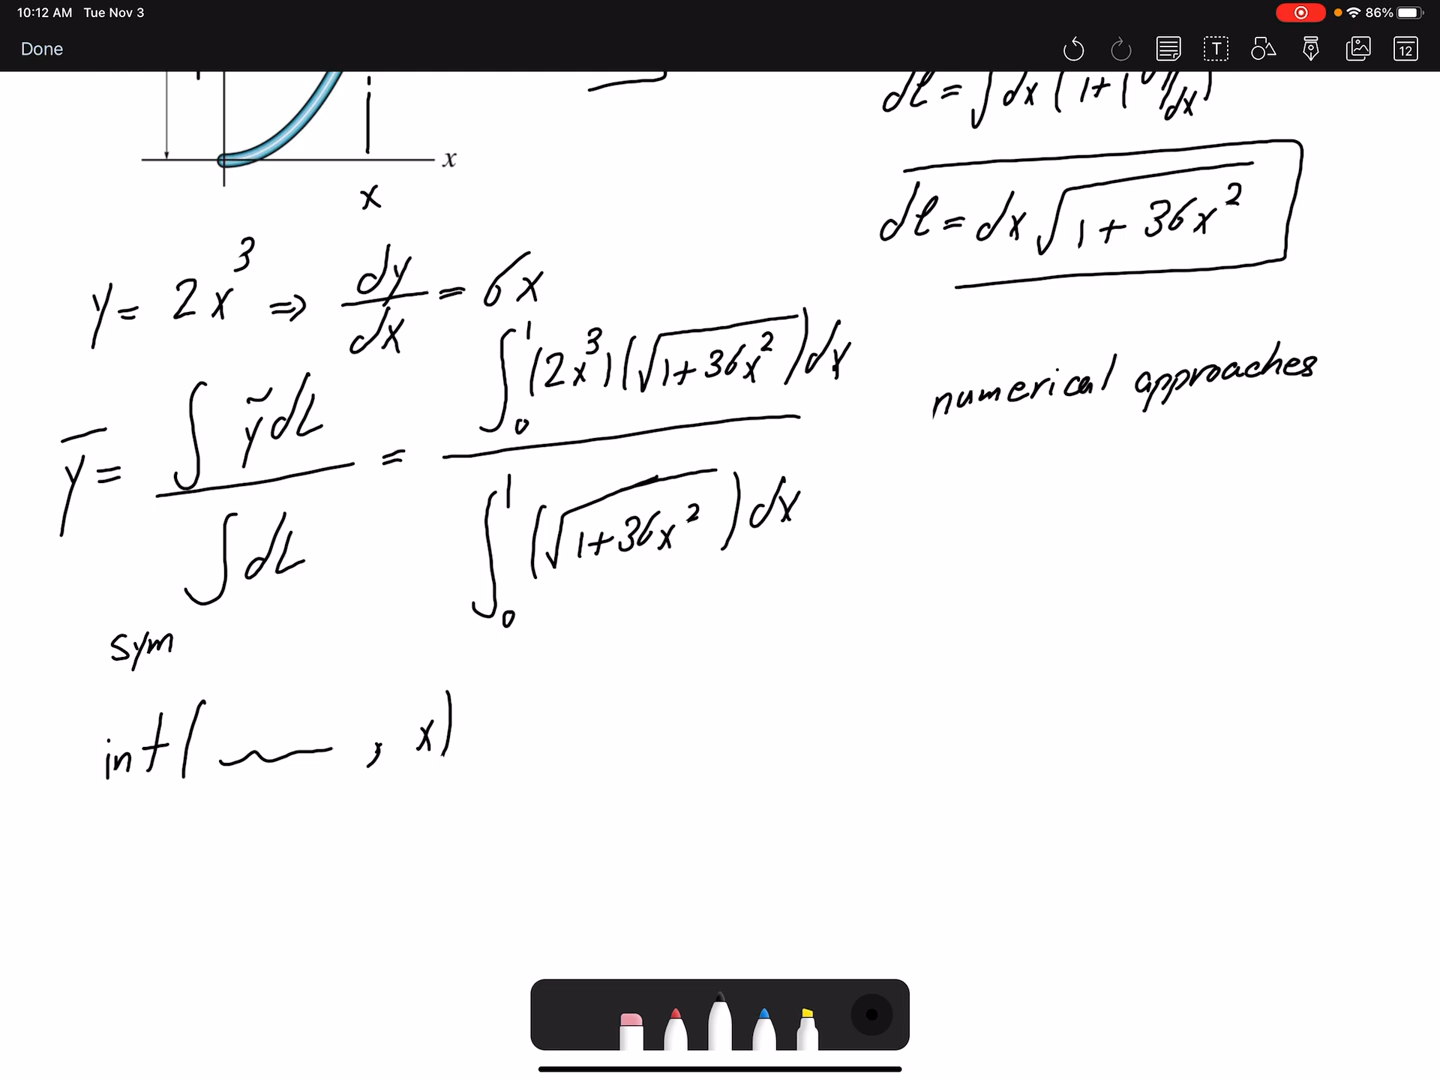 10:12 AM Tue Nov 3
86%
Done
T
12
x
x
dL = √dx (1+(dy/dx)
dL = dx √1+36x²
y = 2x³ ⇒ dy/dx = 6x
numerical approaches
ȳ = ∫ỹdL / ∫dL = ∫₀¹ (2x³)(√1+36x²)dx / ∫₀¹ (√1+36x²)dx
sym
int( , x)